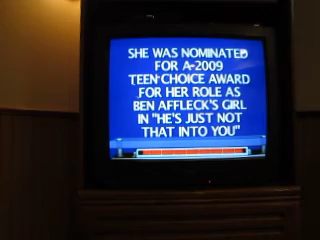 SHE WAS NOMINATED
FOR A 2009
TEEN CHOICE AWARD
FOR HER ROLE AS
BEN AFFLECK'S GIRL
IN "HE'S JUST NOT
THAT INTO YOU"